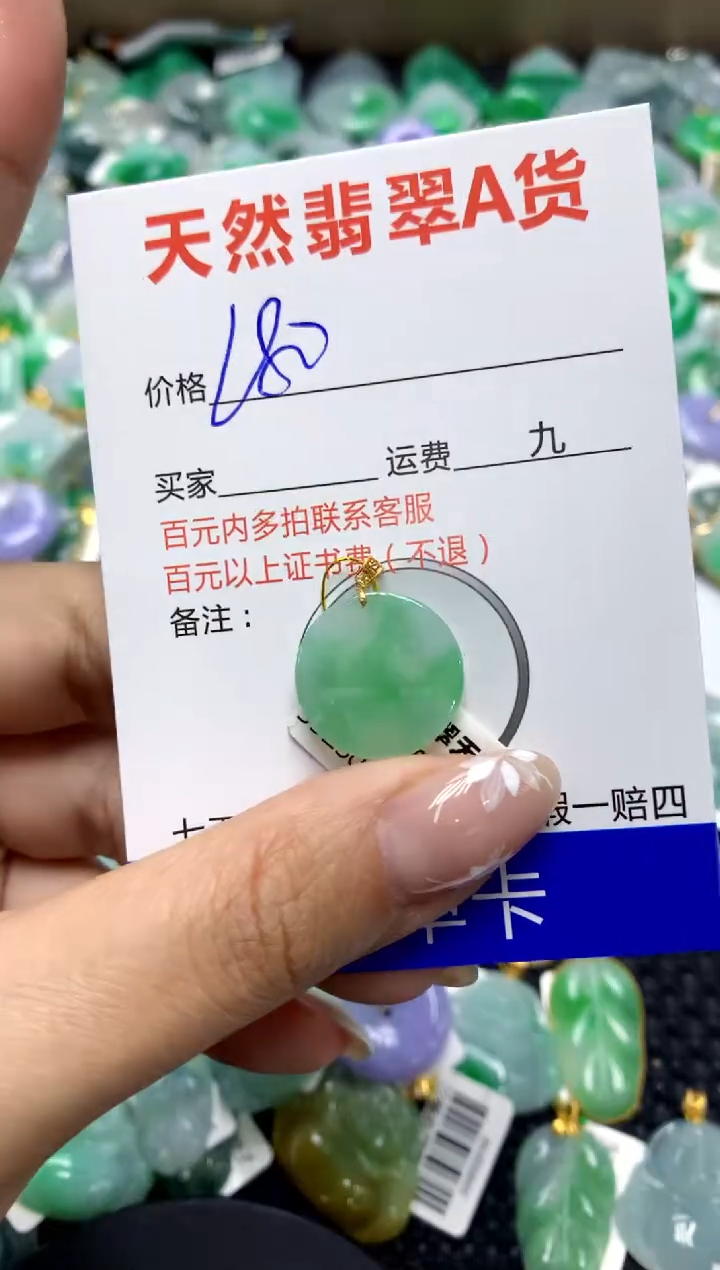 天然翡翠A货
价格 180
买家 运费 九
百元内多拍联系客服
百元以上证书费(不退)
备注:
假一赔四
卡